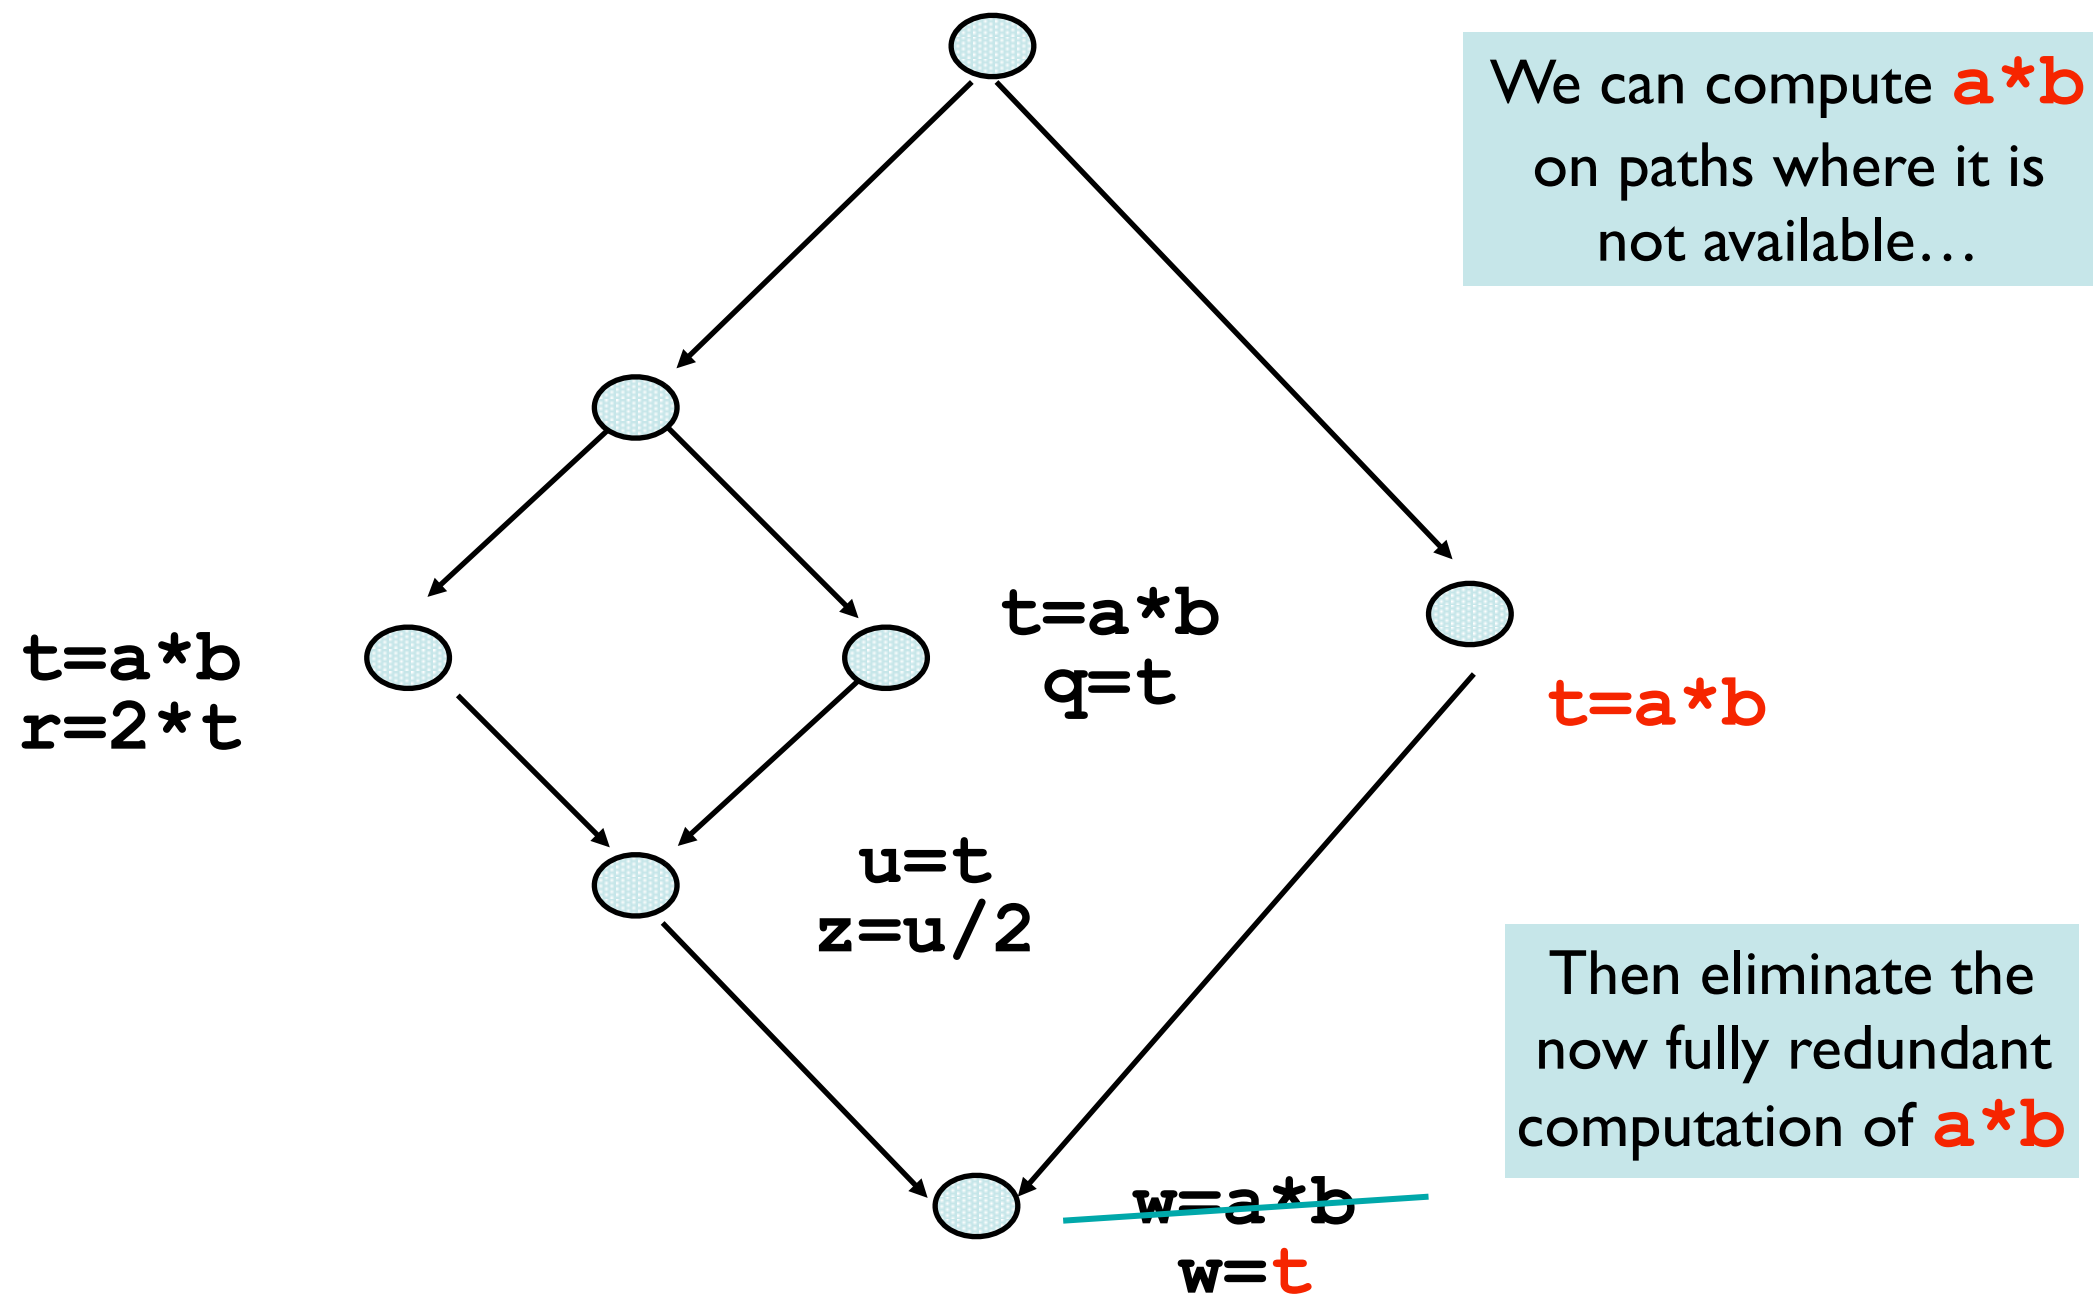 We can compute a*b
on paths where it is
not available…
t=a*b
q=t
t=a*b
r=2*t
t=a*b
u=t
z=u/2
Then eliminate the
now fully redundant
computation of a*b
w=a*b
w=t